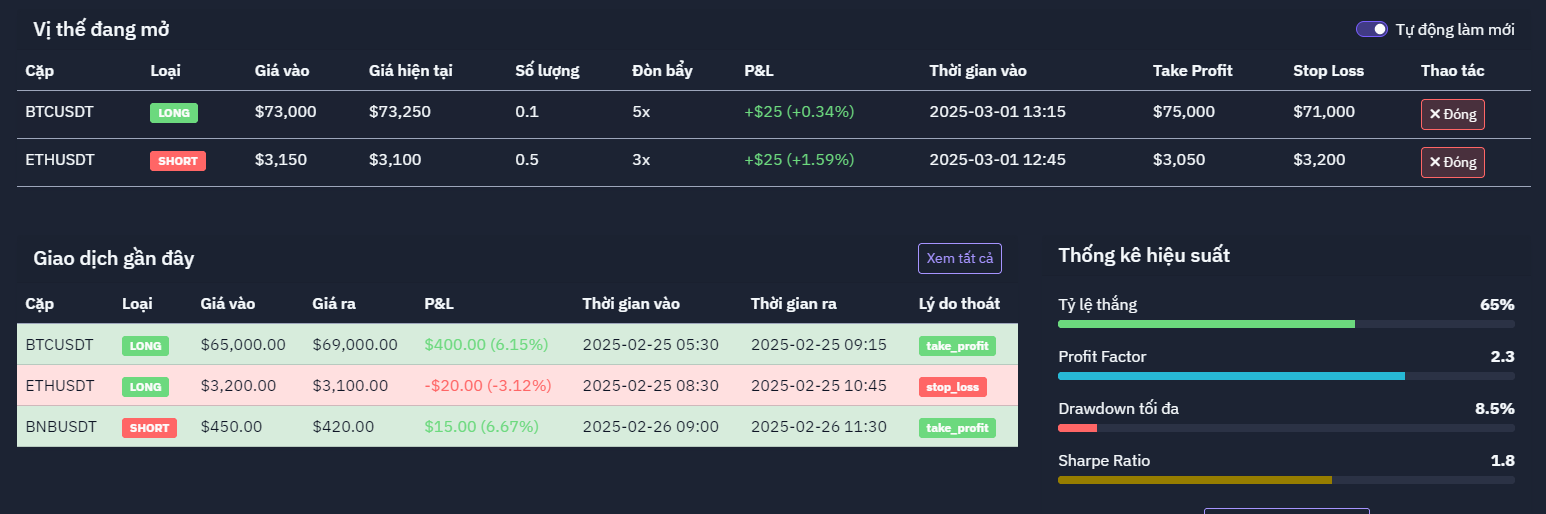 Vị thế đang mở Tự động làm mới
Cặp Loại Giá vào Giá hiện tại Số lượng Đòn bẩy P&L Thời gian vào Take Profit Stop Loss Thao tác
BTCUSDT LONG $73,000 $73,250 0.1 5x +$25 (+0.34%) 2025-03-01 13:15 $75,000 $71,000 × Đóng
ETHUSDT SHORT $3,150 $3,100 0.5 3x +$25 (+1.59%) 2025-03-01 12:45 $3,050 $3,200 × Đóng
Giao dịch gần đây Xem tất cả
Cặp Loại Giá vào Giá ra P&L Thời gian vào Thời gian ra Lý do thoát
BTCUSDT LONG $65,000.00 $69,000.00 $400.00 (6.15%) 2025-02-25 05:30 2025-02-25 09:15 take_profit
ETHUSDT LONG $3,200.00 $3,100.00 -$20.00 (-3.12%) 2025-02-25 08:30 2025-02-25 10:45 stop_loss
BNBUSDT SHORT $450.00 $420.00 $15.00 (6.67%) 2025-02-26 09:00 2025-02-26 11:30 take_profit
Thống kê hiệu suất
Tỷ lệ thắng 65%
Profit Factor 2.3
Drawdown tối đa 8.5%
Sharpe Ratio 1.8